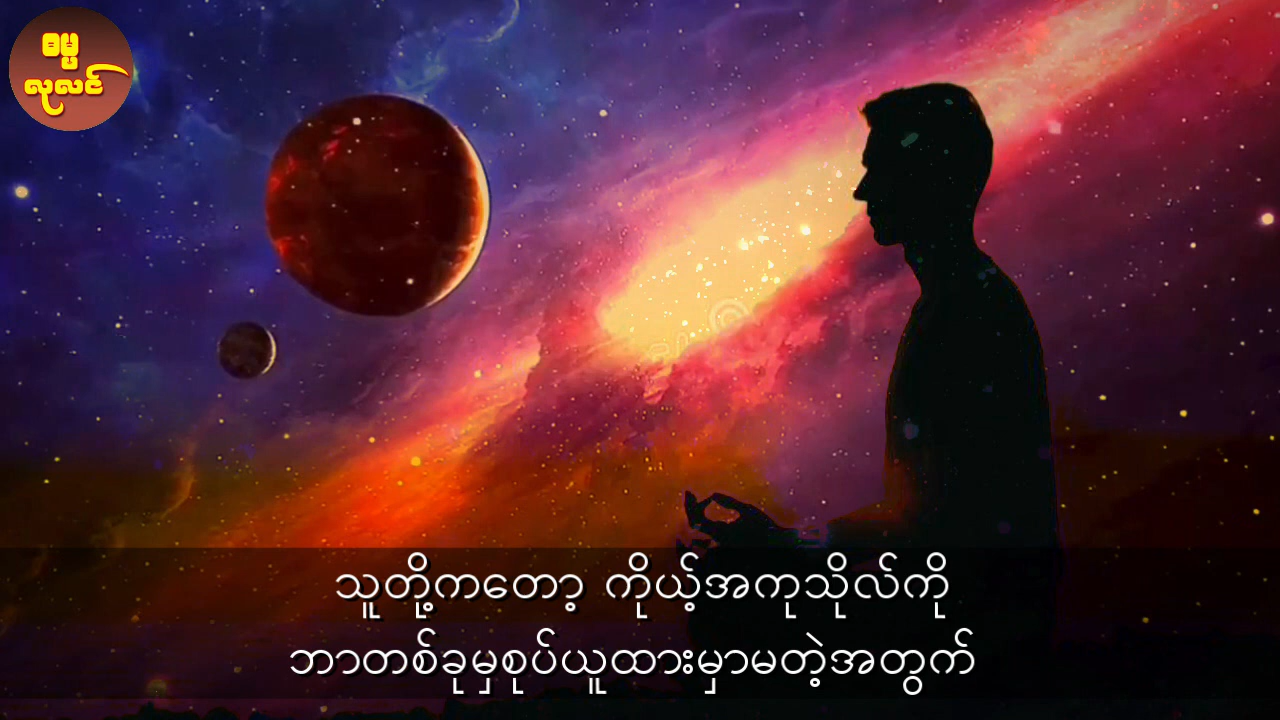 ဓမ္မ
လုလင်
သူတို့ကတော့ ကိုယ့်အကုသိုလ်ကို
ဘာတစ်ခုမှစုပ်ယူထားမှာမတဲ့အတွက်